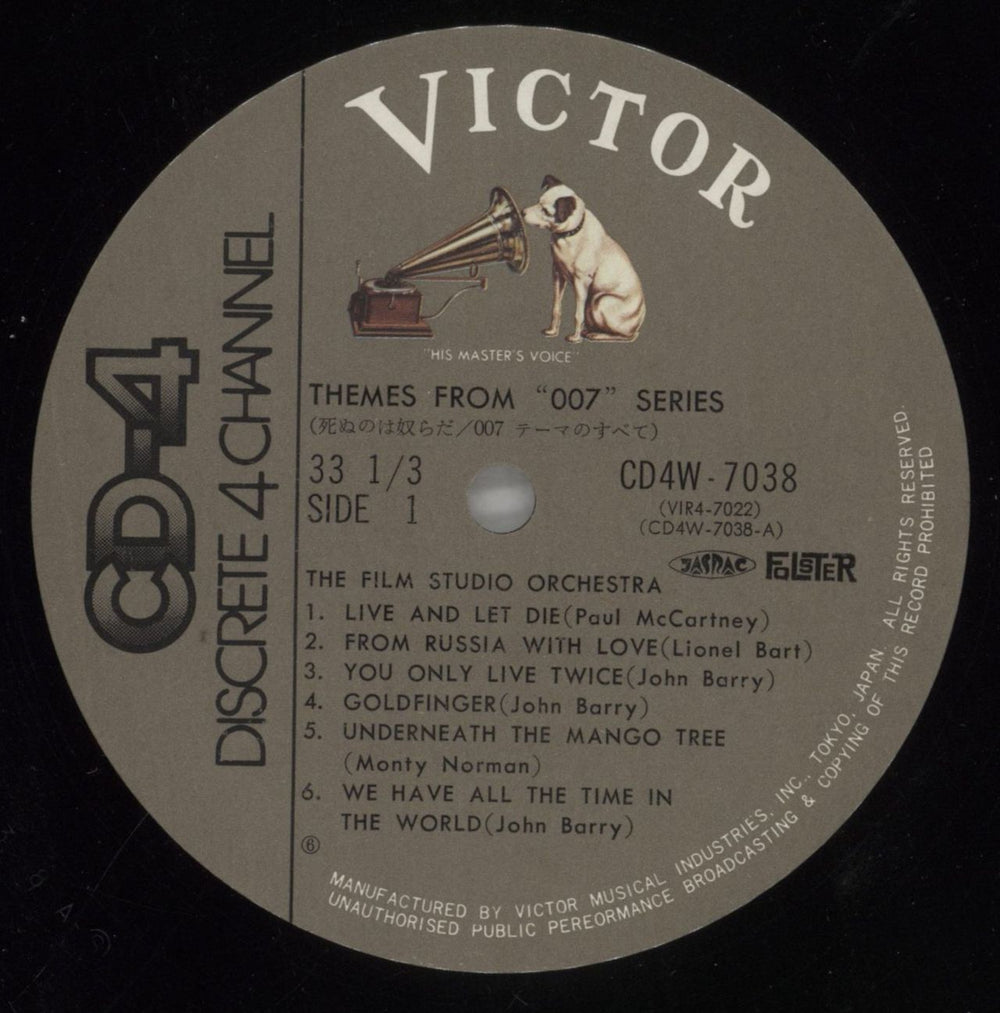 VICTOR
"HIS MASTER'S VOICE"
CD-4
DISCRETE 4 CHANNEL
THEMES FROM “007” SERIES
(死ぬのは奴らだ/007 テーマのすべて)
33 1/3
SIDE 1
CD4W-7038
(VIR4-7022)
(CD4W-7038-A)
JASRAC FOLSTER
THE FILM STUDIO ORCHESTRA
1. LIVE AND LET DIE(Paul McCartney)
2. FROM RUSSIA WITH LOVE(Lionel Bart)
3. YOU ONLY LIVE TWICE(John Barry)
4. GOLDFINGER(John Barry)
5. UNDERNEATH THE MANGO TREE
(Monty Norman)
6. WE HAVE ALL THE TIME IN
THE WORLD(John Barry)
⑥
MANUFACTURED BY VICTOR MUSICAL INDUSTRIES, INC., TOKYO, JAPAN. ALL RIGHTS RESERVED.
UNAUTHORISED PUBLIC PEREORMANCE BROADCASTING & COPYING OF THIS RECORD PROHIBITED